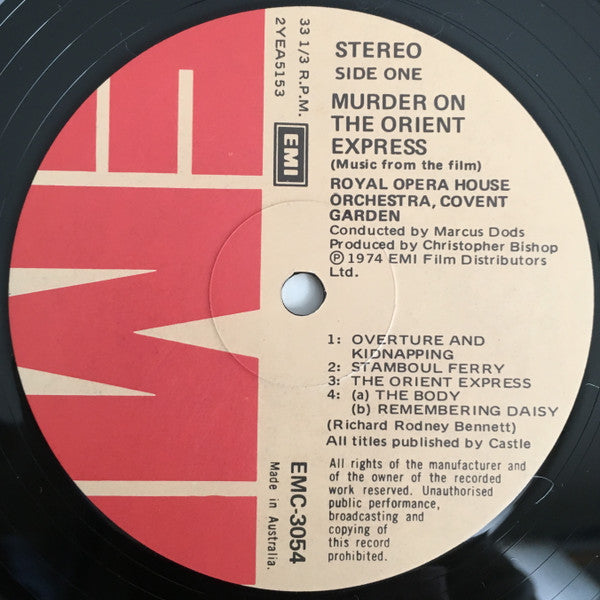 33 1/3 R.P.M.
2YEA5153
EMI
STEREO
SIDE ONE
MURDER ON
THE ORIENT
EXPRESS
(Music from the film)
ROYAL OPERA HOUSE
ORCHESTRA, COVENT
GARDEN
Conducted by Marcus Dods
Produced by Christopher Bishop
Ⓟ 1974 EMI Film Distributors
Ltd.
1: OVERTURE AND
KIDNAPPING
2: STAMBOUL FERRY
3: THE ORIENT EXPRESS
4: (a) THE BODY
(b) REMEMBERING DAISY
(Richard Rodney Bennett)
All titles published by Castle
EMC-3054
Made in Australia.
All rights of the manufacturer and
of the owner of the recorded
work reserved. Unauthorised
public performance,
broadcasting and
copying of
this record
prohibited.
EMI